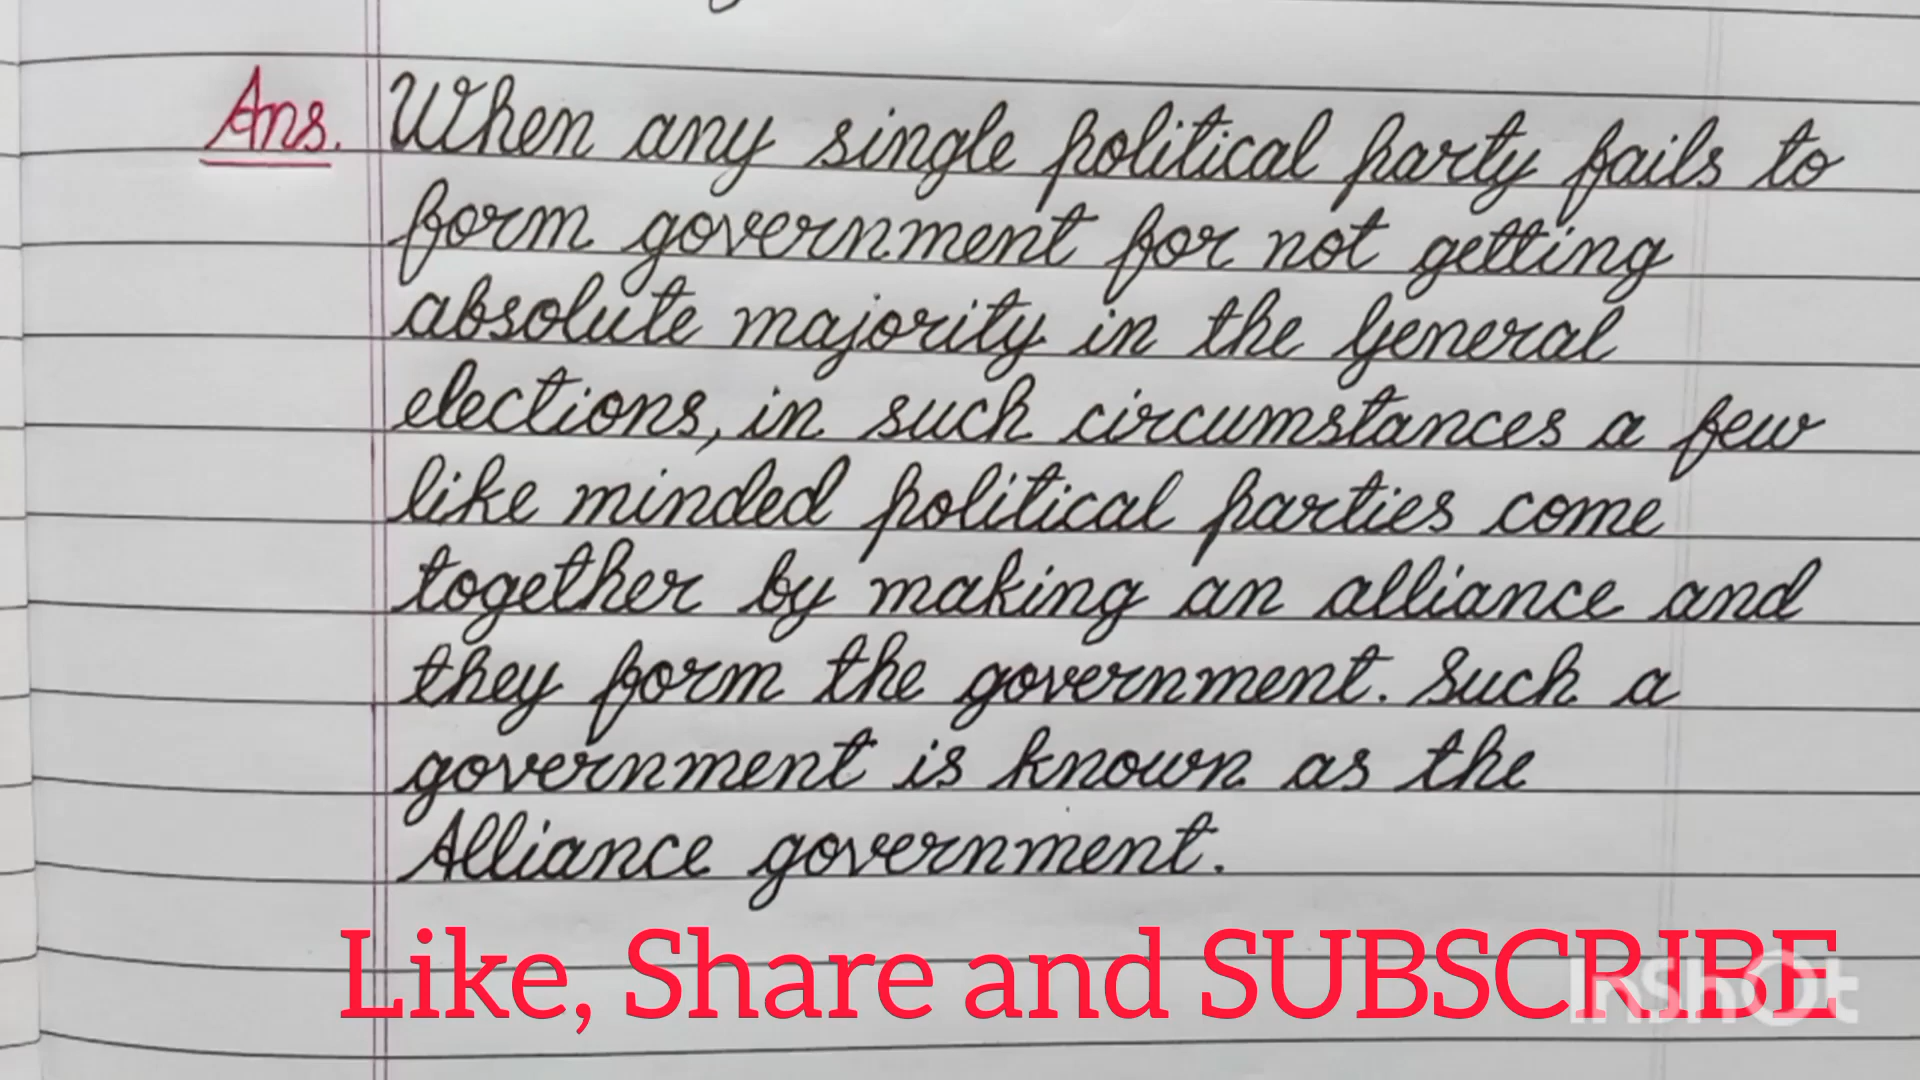 Ans. When any single political party fails to
form government for not getting
absolute majority in the General
elections, in such circumstances a few
like minded political parties come
together by making an alliance and
they form the government. Such a
government is known as the
Alliance government.
Like, Share and SUBSCRIBE
InShOt